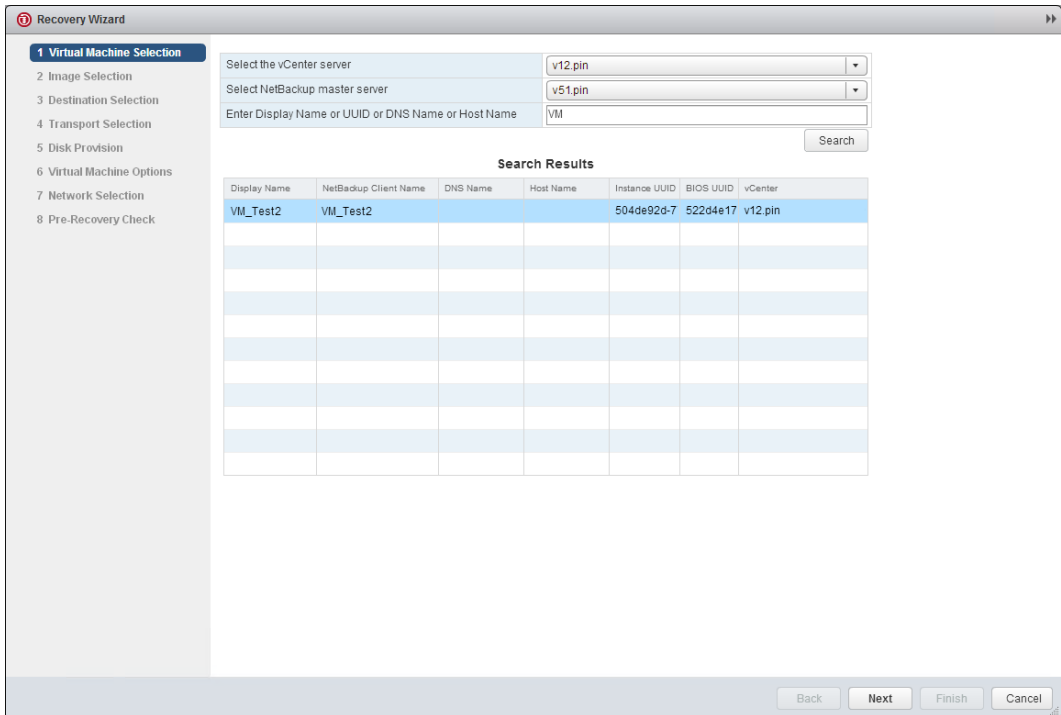 Recovery Wizard
1 Virtual Machine Selection
2 Image Selection
3 Destination Selection
4 Transport Selection
5 Disk Provision
6 Virtual Machine Options
7 Network Selection
8 Pre-Recovery Check
Select the vCenter server v12.pin
Select NetBackup master server v51.pin
Enter Display Name or UUID or DNS Name or Host Name VM
Search
Search Results
Display Name NetBackup Client Name DNS Name Host Name Instance UUID BIOS UUID vCenter
VM_Test2 VM_Test2 504de92d-7 522d4e17 v12.pin
Back Next Finish Cancel